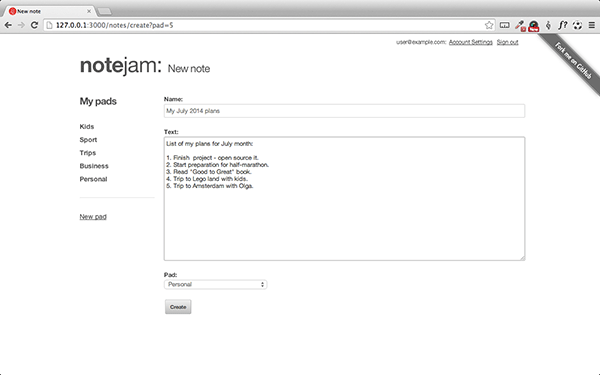 New note
127.0.0.1:3000/notes/create?pad=5
user@example.com: Account Settings Sign out
Fork me on GitHub
notejam: New note
My pads
Kids
Sport
Trips
Business
Personal
New pad
Name:
My July 2014 plans
Text:
List of my plans for July month:
1. Finish project - open source it.
2. Start preparation for half-marathon.
3. Read "Good to Great" book.
4. Trip to Lego land with kids.
5. Trip to Amsterdam with Olga.
Pad:
Personal
Create